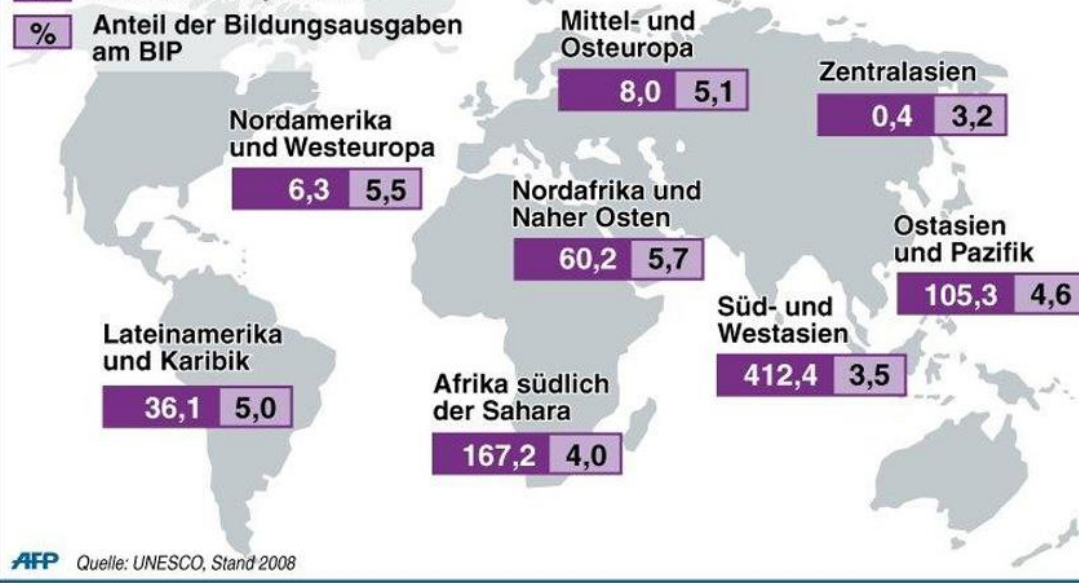 %
Anteil der Bildungsausgaben
am BIP
Mittel- und
Osteuropa
8,0 5,1
Zentralasien
0,4 3,2
Nordamerika
und Westeuropa
6,3 5,5
Nordafrika und
Naher Osten
60,2 5,7
Ostasien
und Pazifik
105,3 4,6
Süd- und
Westasien
412,4 3,5
Lateinamerika
und Karibik
36,1 5,0
Afrika südlich
der Sahara
167,2 4,0
AFP Quelle: UNESCO, Stand 2008